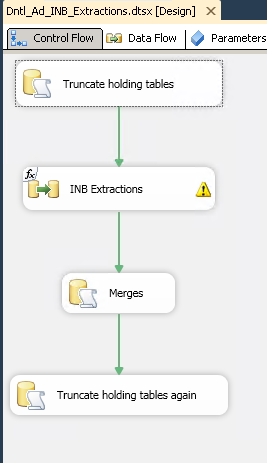 Dntl_Ad_INB_Extractions.dtsx [Design]
Control Flow Data Flow Parameters
Truncate holding tables
fx
INB Extractions
Merges
Truncate holding tables again